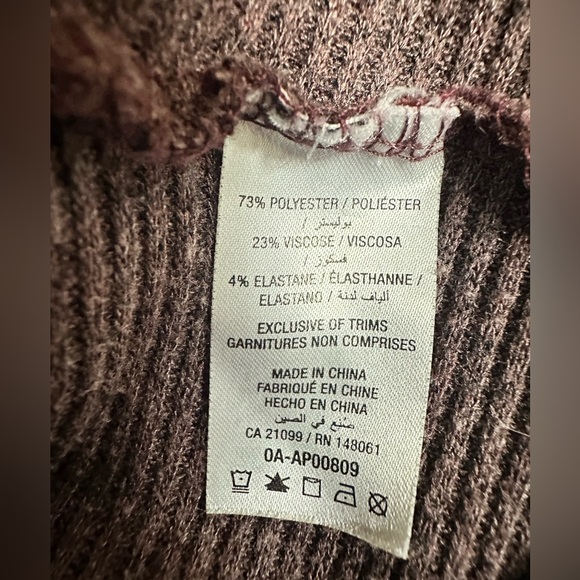 73% POLYESTER / POLIÉSTER
/ بوليستر
23% VISCOSE / VISCOSA
/ فسكوز
4% ELASTANE / ÉLASTHANNE /
ELASTANO / ألياف لدنة
EXCLUSIVE OF TRIMS
GARNITURES NON COMPRISES
MADE IN CHINA
FABRIQUÉ EN CHINE
HECHO EN CHINA
صنع في الصين
CA 21099 / RN 148061
OA-AP00809